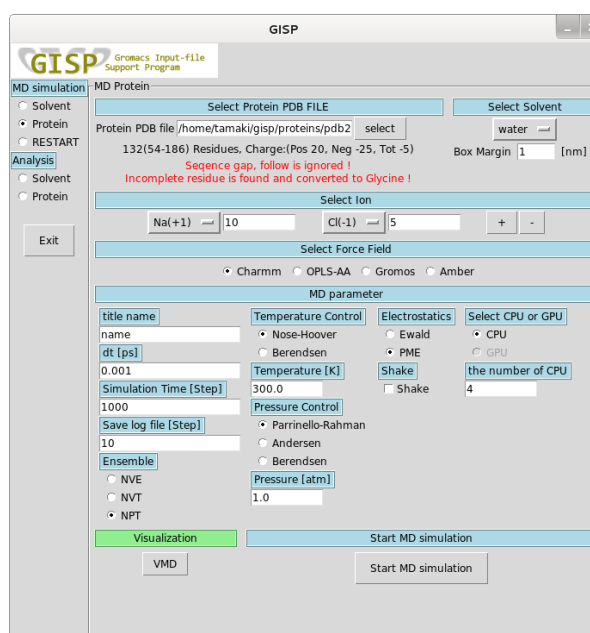 GISP
GISP Gromacs Input-file
Support Program
MD simulation
Solvent
Protein
RESTART
Analysis
Solvent
Protein
Exit
MD Protein
Select Protein PDB FILE
Select Solvent
Protein PDB file /home/tamaki/gisp/proteins/pdb2 select
water
132(54-186) Residues, Charge:(Pos 20, Neg -25, Tot -5)
Box Margin 1 [nm]
Seqence gap, follow is ignored !
Incomplete residue is found and converted to Glycine !
Select Ion
Na(+1) 10 Cl(-1) 5 + -
Select Force Field
Charmm OPLS-AA Gromos Amber
MD parameter
title name
name
dt [ps]
0.001
Simulation Time [Step]
1000
Save log file [Step]
10
Ensemble
NVE
NVT
NPT
Temperature Control
Nose-Hoover
Berendsen
Temperature [K]
300.0
Pressure Control
Parrinello-Rahman
Andersen
Berendsen
Pressure [atm]
1.0
Electrostatics
Ewald
PME
Shake
Shake
Select CPU or GPU
CPU
GPU
the number of CPU
4
Visualization
VMD
Start MD simulation
Start MD simulation